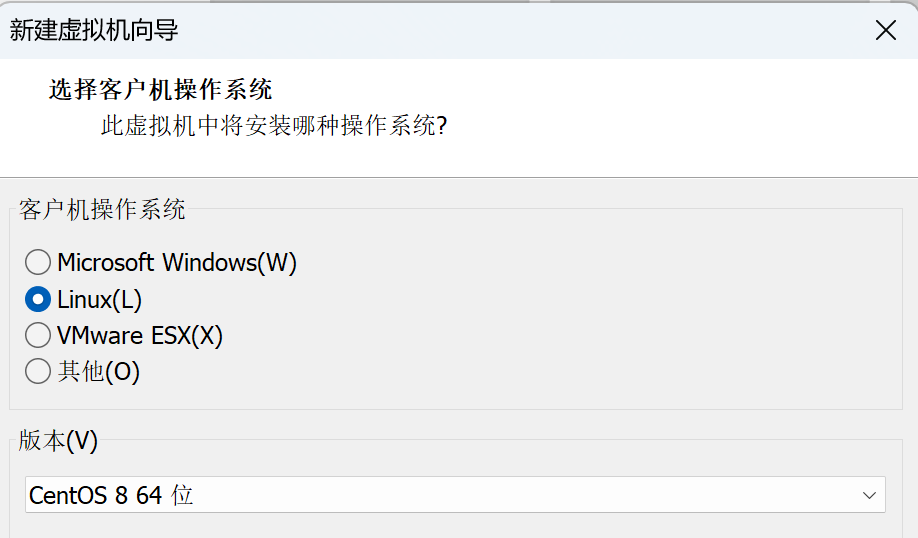 新建虚拟机向导
选择客户机操作系统
此虚拟机中将安装哪种操作系统?
客户机操作系统
Microsoft Windows(W)
Linux(L)
VMware ESX(X)
其他(O)
版本(V)
CentOS 8 64 位